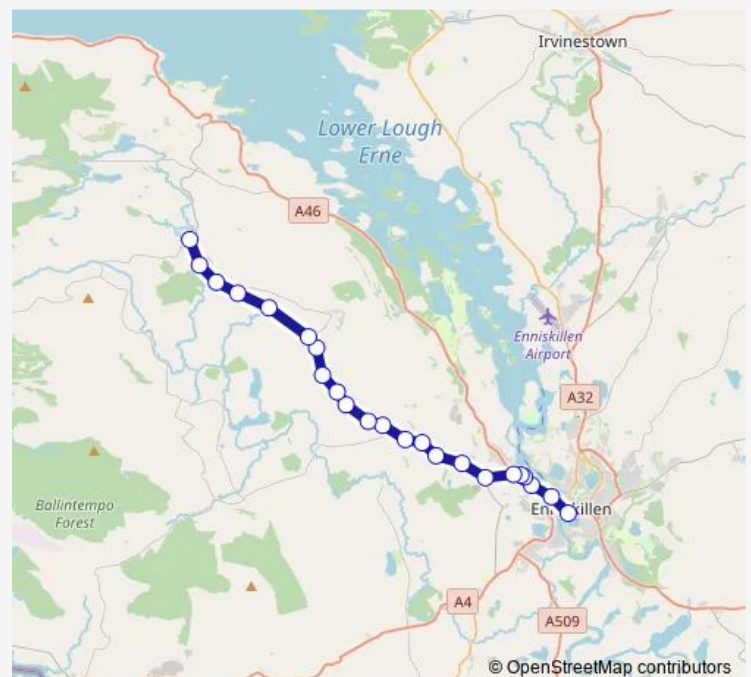 Irvinestown
Lower Lough
Erne
A46
Enniskillen
Airport
A32
Ballintempo
Forest
Enniskillen
A4
A509
© OpenStreetMap contributors